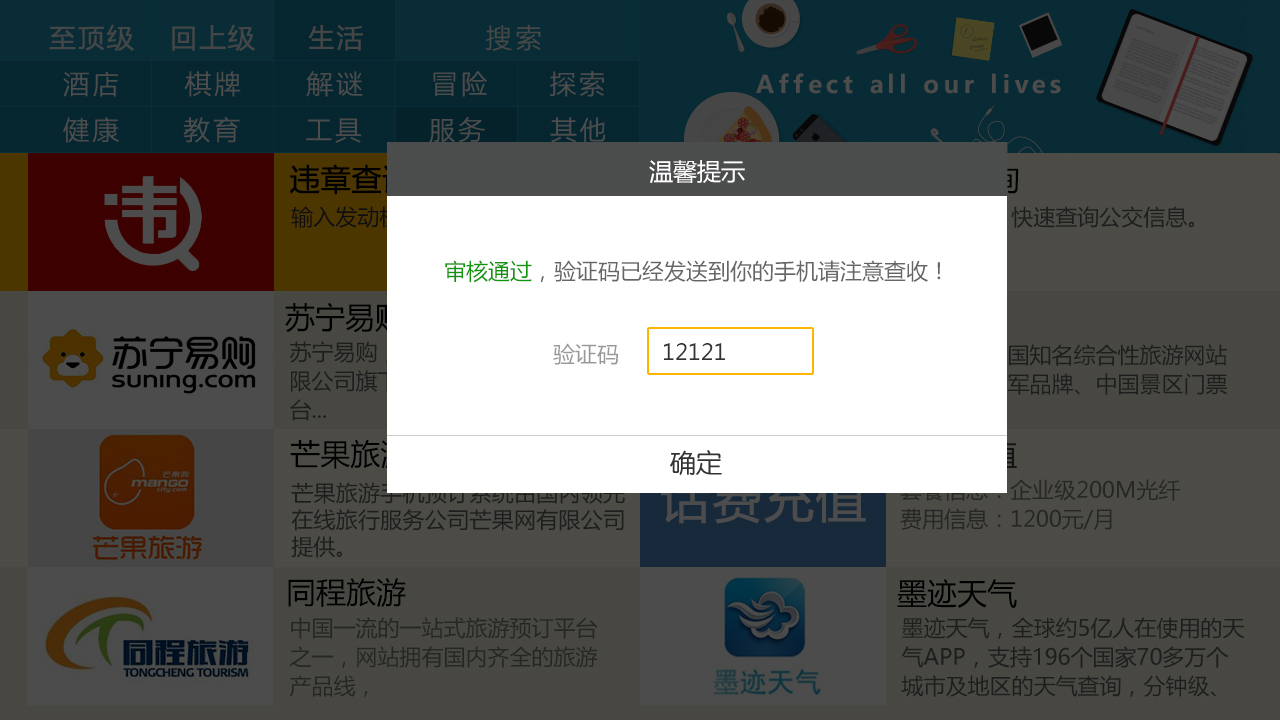 至顶级 回上级 生活 搜索
酒店 棋牌 解谜 冒险 探索
健康 教育 工具 服务 其他
Affect all our lives
温馨提示
审核通过，验证码已经发送到你的手机请注意查收！
验证码 12121
确定
违章查
输入发动
询
快速查询公交信息。
苏宁易购
suning.com
苏宁易购
苏宁易购
限公司旗下
台...
国知名综合性旅游网站
军品牌、中国景区门票
芒果网
mango
city.com
芒果旅游
芒果旅游
芒果旅游手机预订系统由国内领先
在线旅行服务公司芒果网有限公司
提供。
话费充值
值
套餐信息：企业级200M光纤
费用信息：1200元/月
同程旅游
TONGCHENG TOURISM
同程旅游
中国一流的一站式旅游预订平台
之一，网站拥有国内齐全的旅游
产品线，
墨迹天气
墨迹天气
墨迹天气，全球约5亿人在使用的天
气APP，支持196个国家70多万个
城市及地区的天气查询，分钟级、